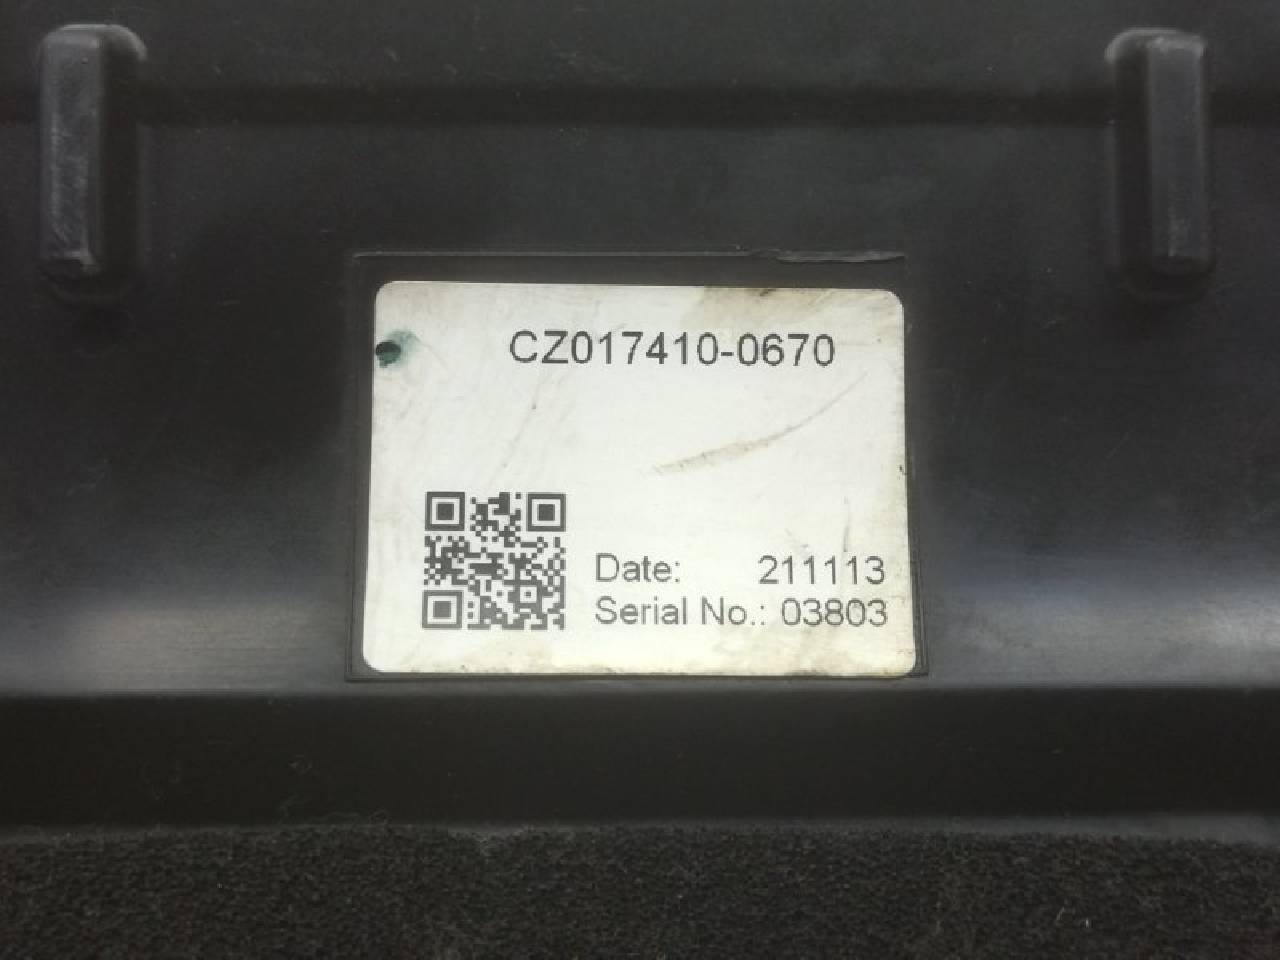 CZ017410-0670
Date: 211113
Serial No.: 03803